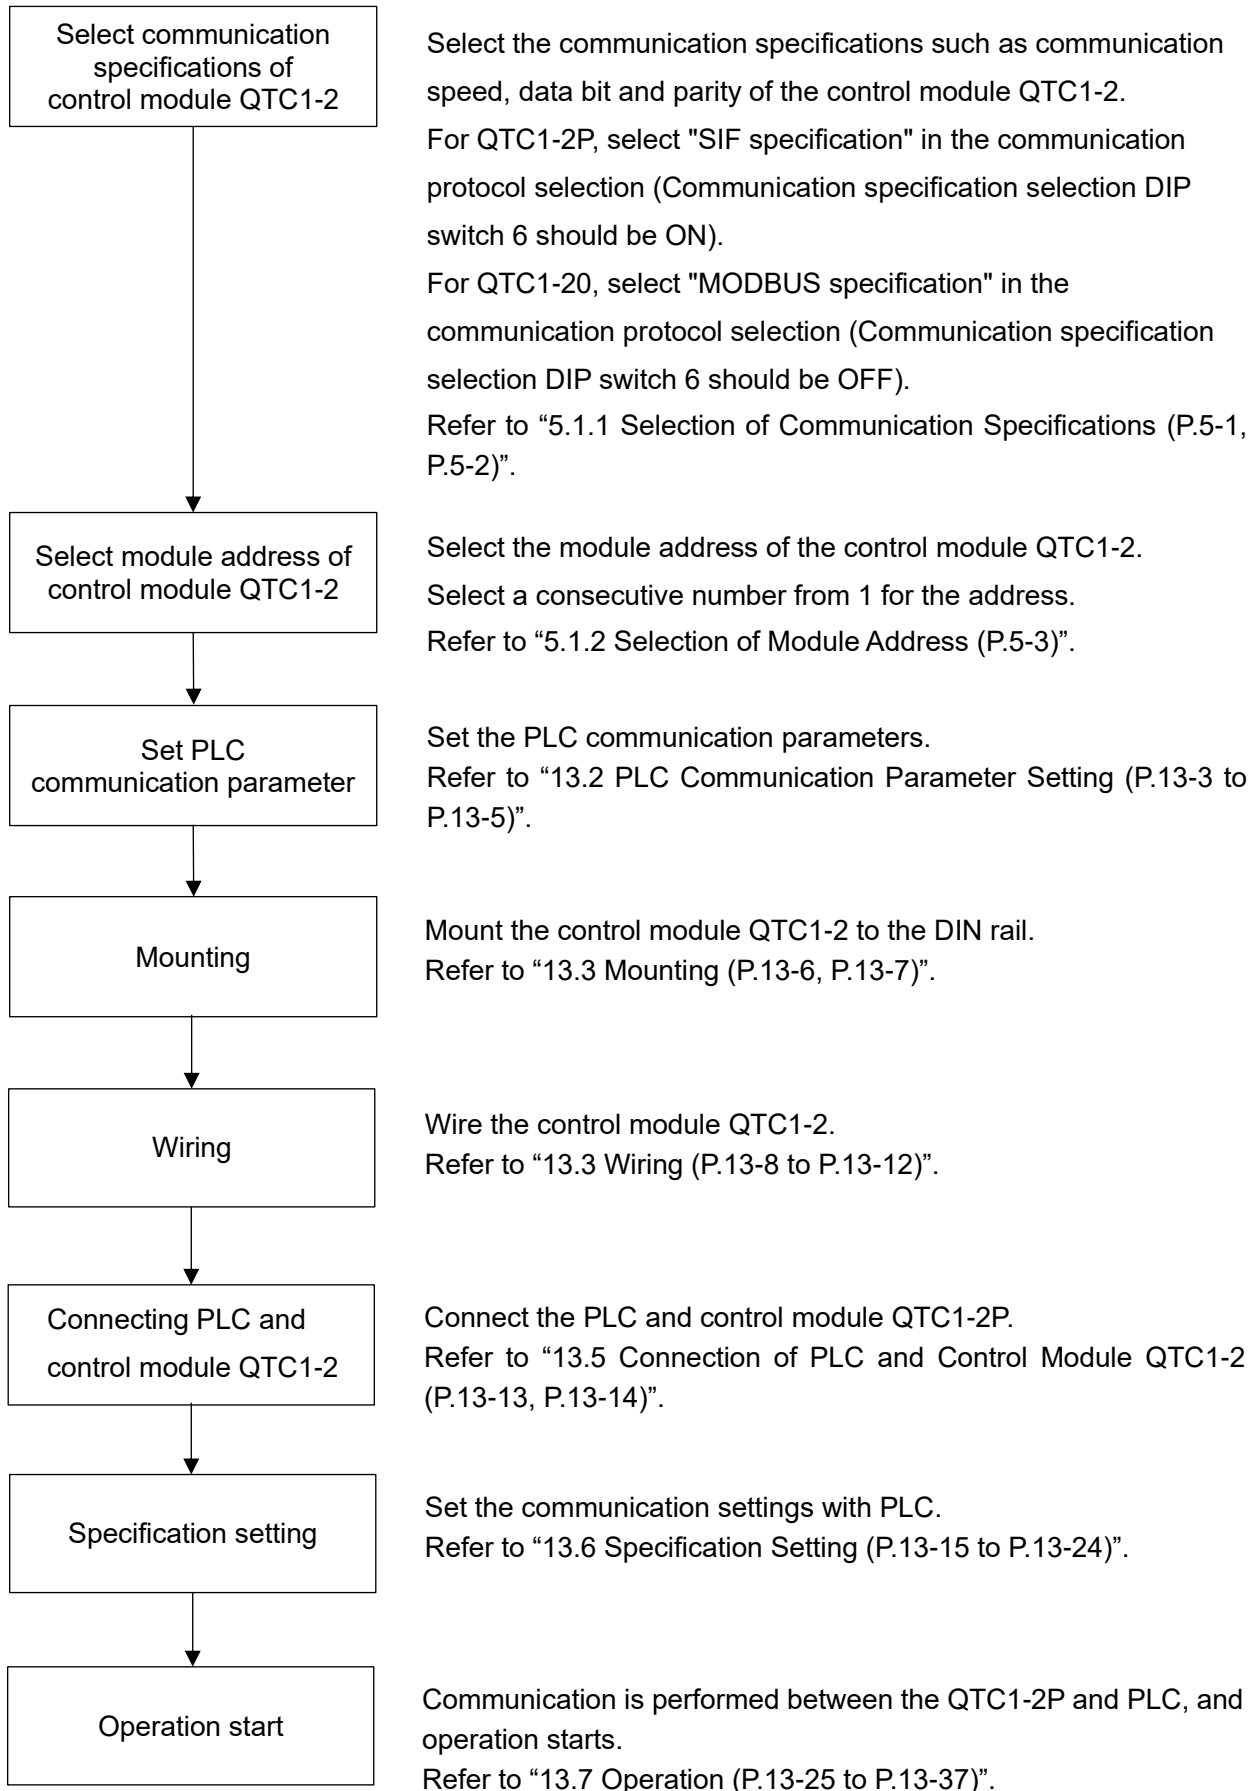 Select communication
specifications of
control module QTC1-2
Select the communication specifications such as communication
speed, data bit and parity of the control module QTC1-2.
For QTC1-2P, select "SIF specification" in the communication
protocol selection (Communication specification selection DIP
switch 6 should be ON).
For QTC1-20, select "MODBUS specification" in the
communication protocol selection (Communication specification
selection DIP switch 6 should be OFF).
Refer to “5.1.1 Selection of Communication Specifications (P.5-1,
P.5-2)”.
Select module address of
control module QTC1-2
Select the module address of the control module QTC1-2.
Select a consecutive number from 1 for the address.
Refer to “5.1.2 Selection of Module Address (P.5-3)”.
Set PLC
communication parameter
Set the PLC communication parameters.
Refer to “13.2 PLC Communication Parameter Setting (P.13-3 to
P.13-5)”.
Mounting
Mount the control module QTC1-2 to the DIN rail.
Refer to “13.3 Mounting (P.13-6, P.13-7)”.
Wiring
Wire the control module QTC1-2.
Refer to “13.3 Wiring (P.13-8 to P.13-12)”.
Connecting PLC and
control module QTC1-2
Connect the PLC and control module QTC1-2P.
Refer to “13.5 Connection of PLC and Control Module QTC1-2
(P.13-13, P.13-14)”.
Specification setting
Set the communication settings with PLC.
Refer to “13.6 Specification Setting (P.13-15 to P.13-24)”.
Operation start
Communication is performed between the QTC1-2P and PLC, and
operation starts.
Refer to “13.7 Operation (P.13-25 to P.13-37)”.